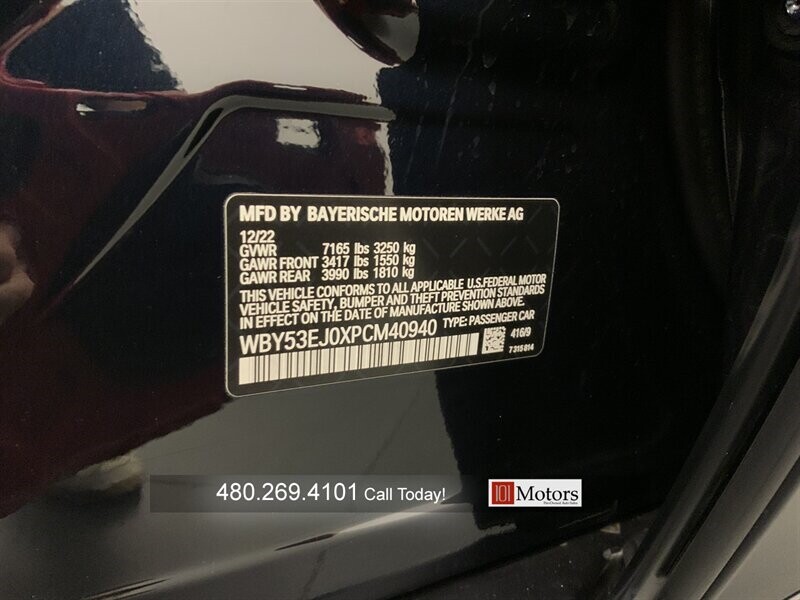 MFD BY BAYERISCHE MOTOREN WERKE AG
12/22
GVWR 7165 lbs 3250 kg
GAWR FRONT 3417 lbs 1550 kg
GAWR REAR 3990 lbs 1810 kg
THIS VEHICLE CONFORMS TO ALL APPLICABLE U.S.FEDERAL MOTOR
VEHICLE SAFETY, BUMPER AND THEFT PREVENTION STANDARDS
IN EFFECT ON THE DATE OF MANUFACTURE SHOWN ABOVE.
WBY53EJ0XPCM40940 TYPE: PASSENGER CAR
416/9
7315814
480.269.4101 Call Today!
101 Motors